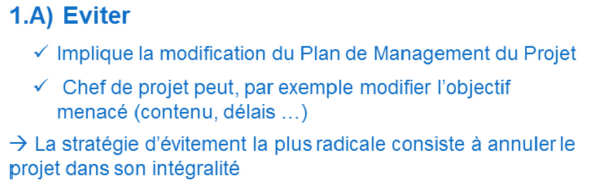 1.A) Eviter
✓ Implique la modification du Plan de Management du Projet
✓ Chef de projet peut, par exemple modifier l'objectif
menacé (contenu, délais …)
→ La stratégie d'évitement la plus radicale consiste à annuler le
projet dans son intégralité